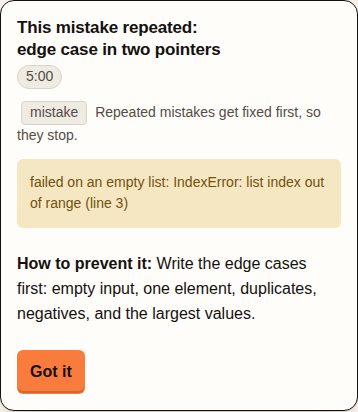 This mistake repeated:
edge case in two pointers
5:00
mistake Repeated mistakes get fixed first, so
they stop.
failed on an empty list: IndexError: list index out
of range (line 3)
How to prevent it: Write the edge cases
first: empty input, one element, duplicates,
negatives, and the largest values.
Got it